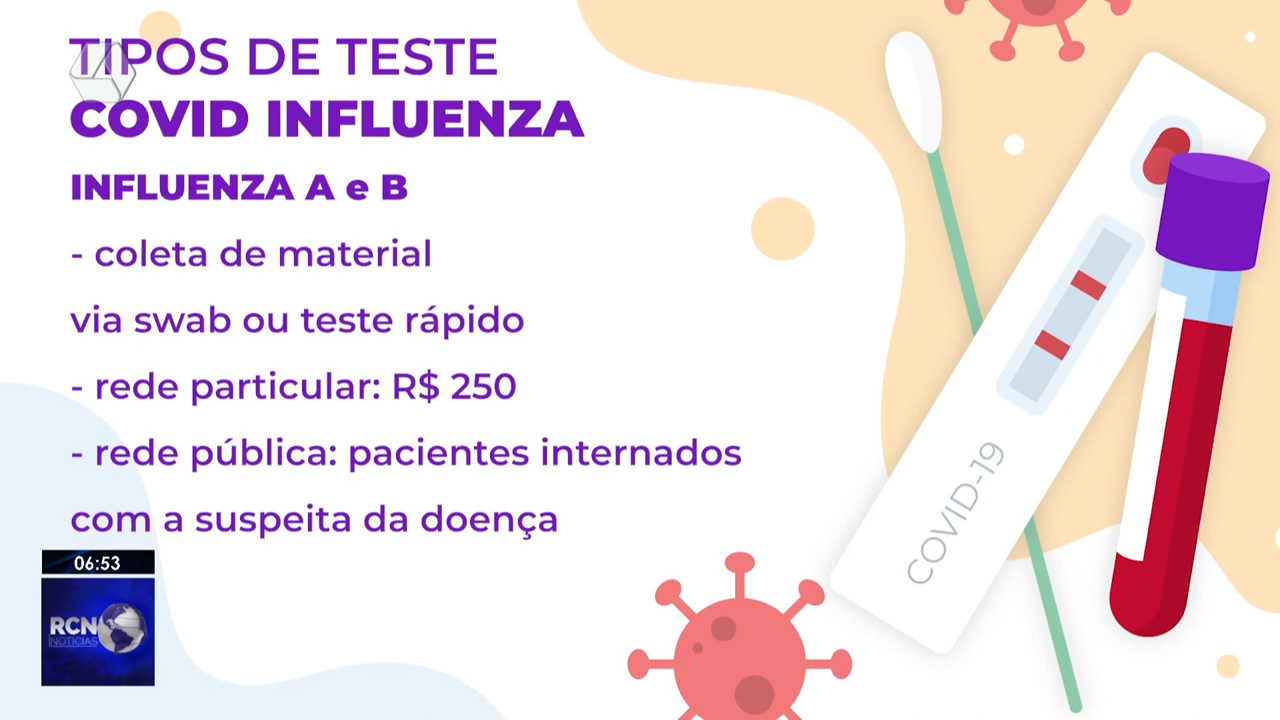 TIPOS DE TESTE
COVID INFLUENZA
INFLUENZA A e B
- coleta de material
via swab ou teste rápido
- rede particular: R$ 250
- rede pública: pacientes internados
com a suspeita da doença
COVID-19
06:53
RCN
NOTÍCIAS